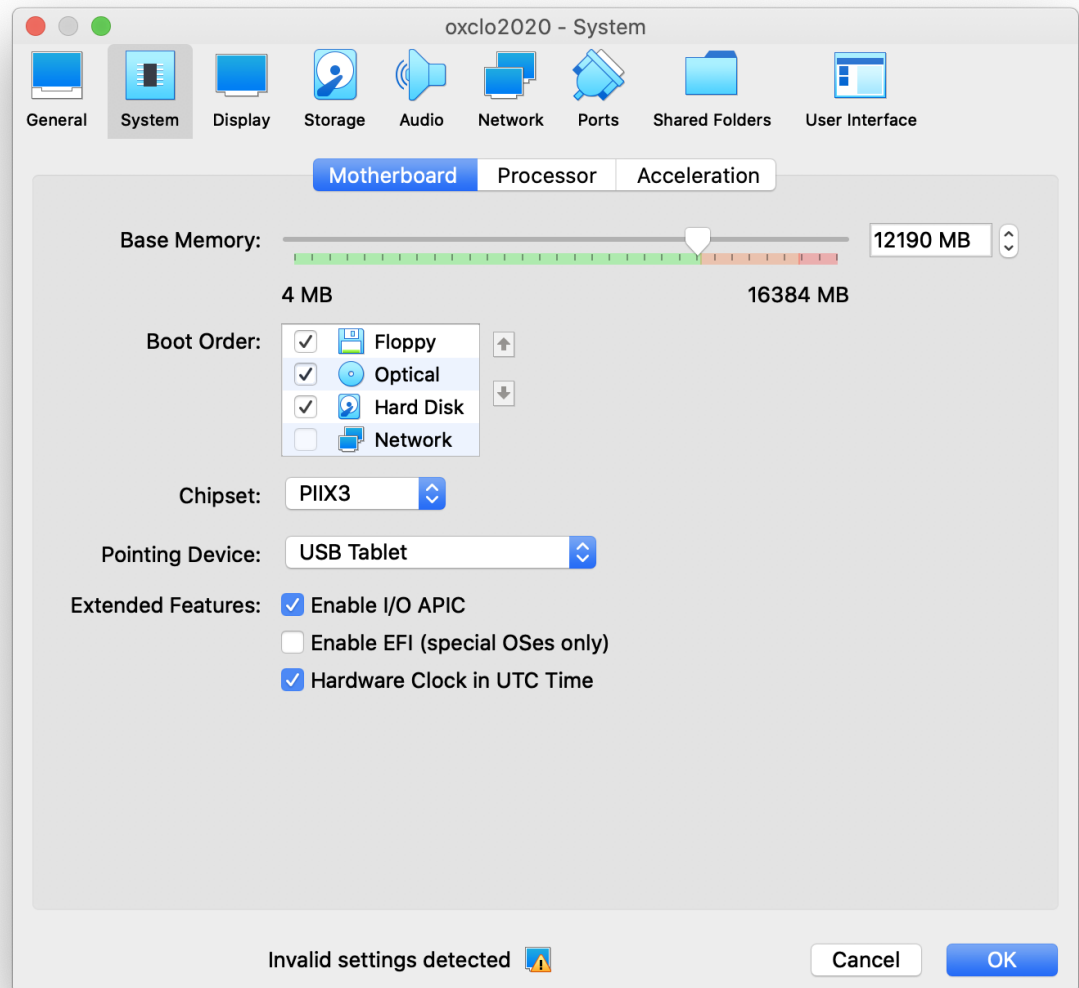 oxclo2020 - System
General System Display Storage Audio Network Ports Shared Folders User Interface
Motherboard Processor Acceleration
Base Memory: 12190 MB
4 MB 16384 MB
Boot Order: Floppy
Optical
Hard Disk
Network
Chipset: PIIX3
Pointing Device: USB Tablet
Extended Features: Enable I/O APIC
Enable EFI (special OSes only)
Hardware Clock in UTC Time
Invalid settings detected Cancel OK